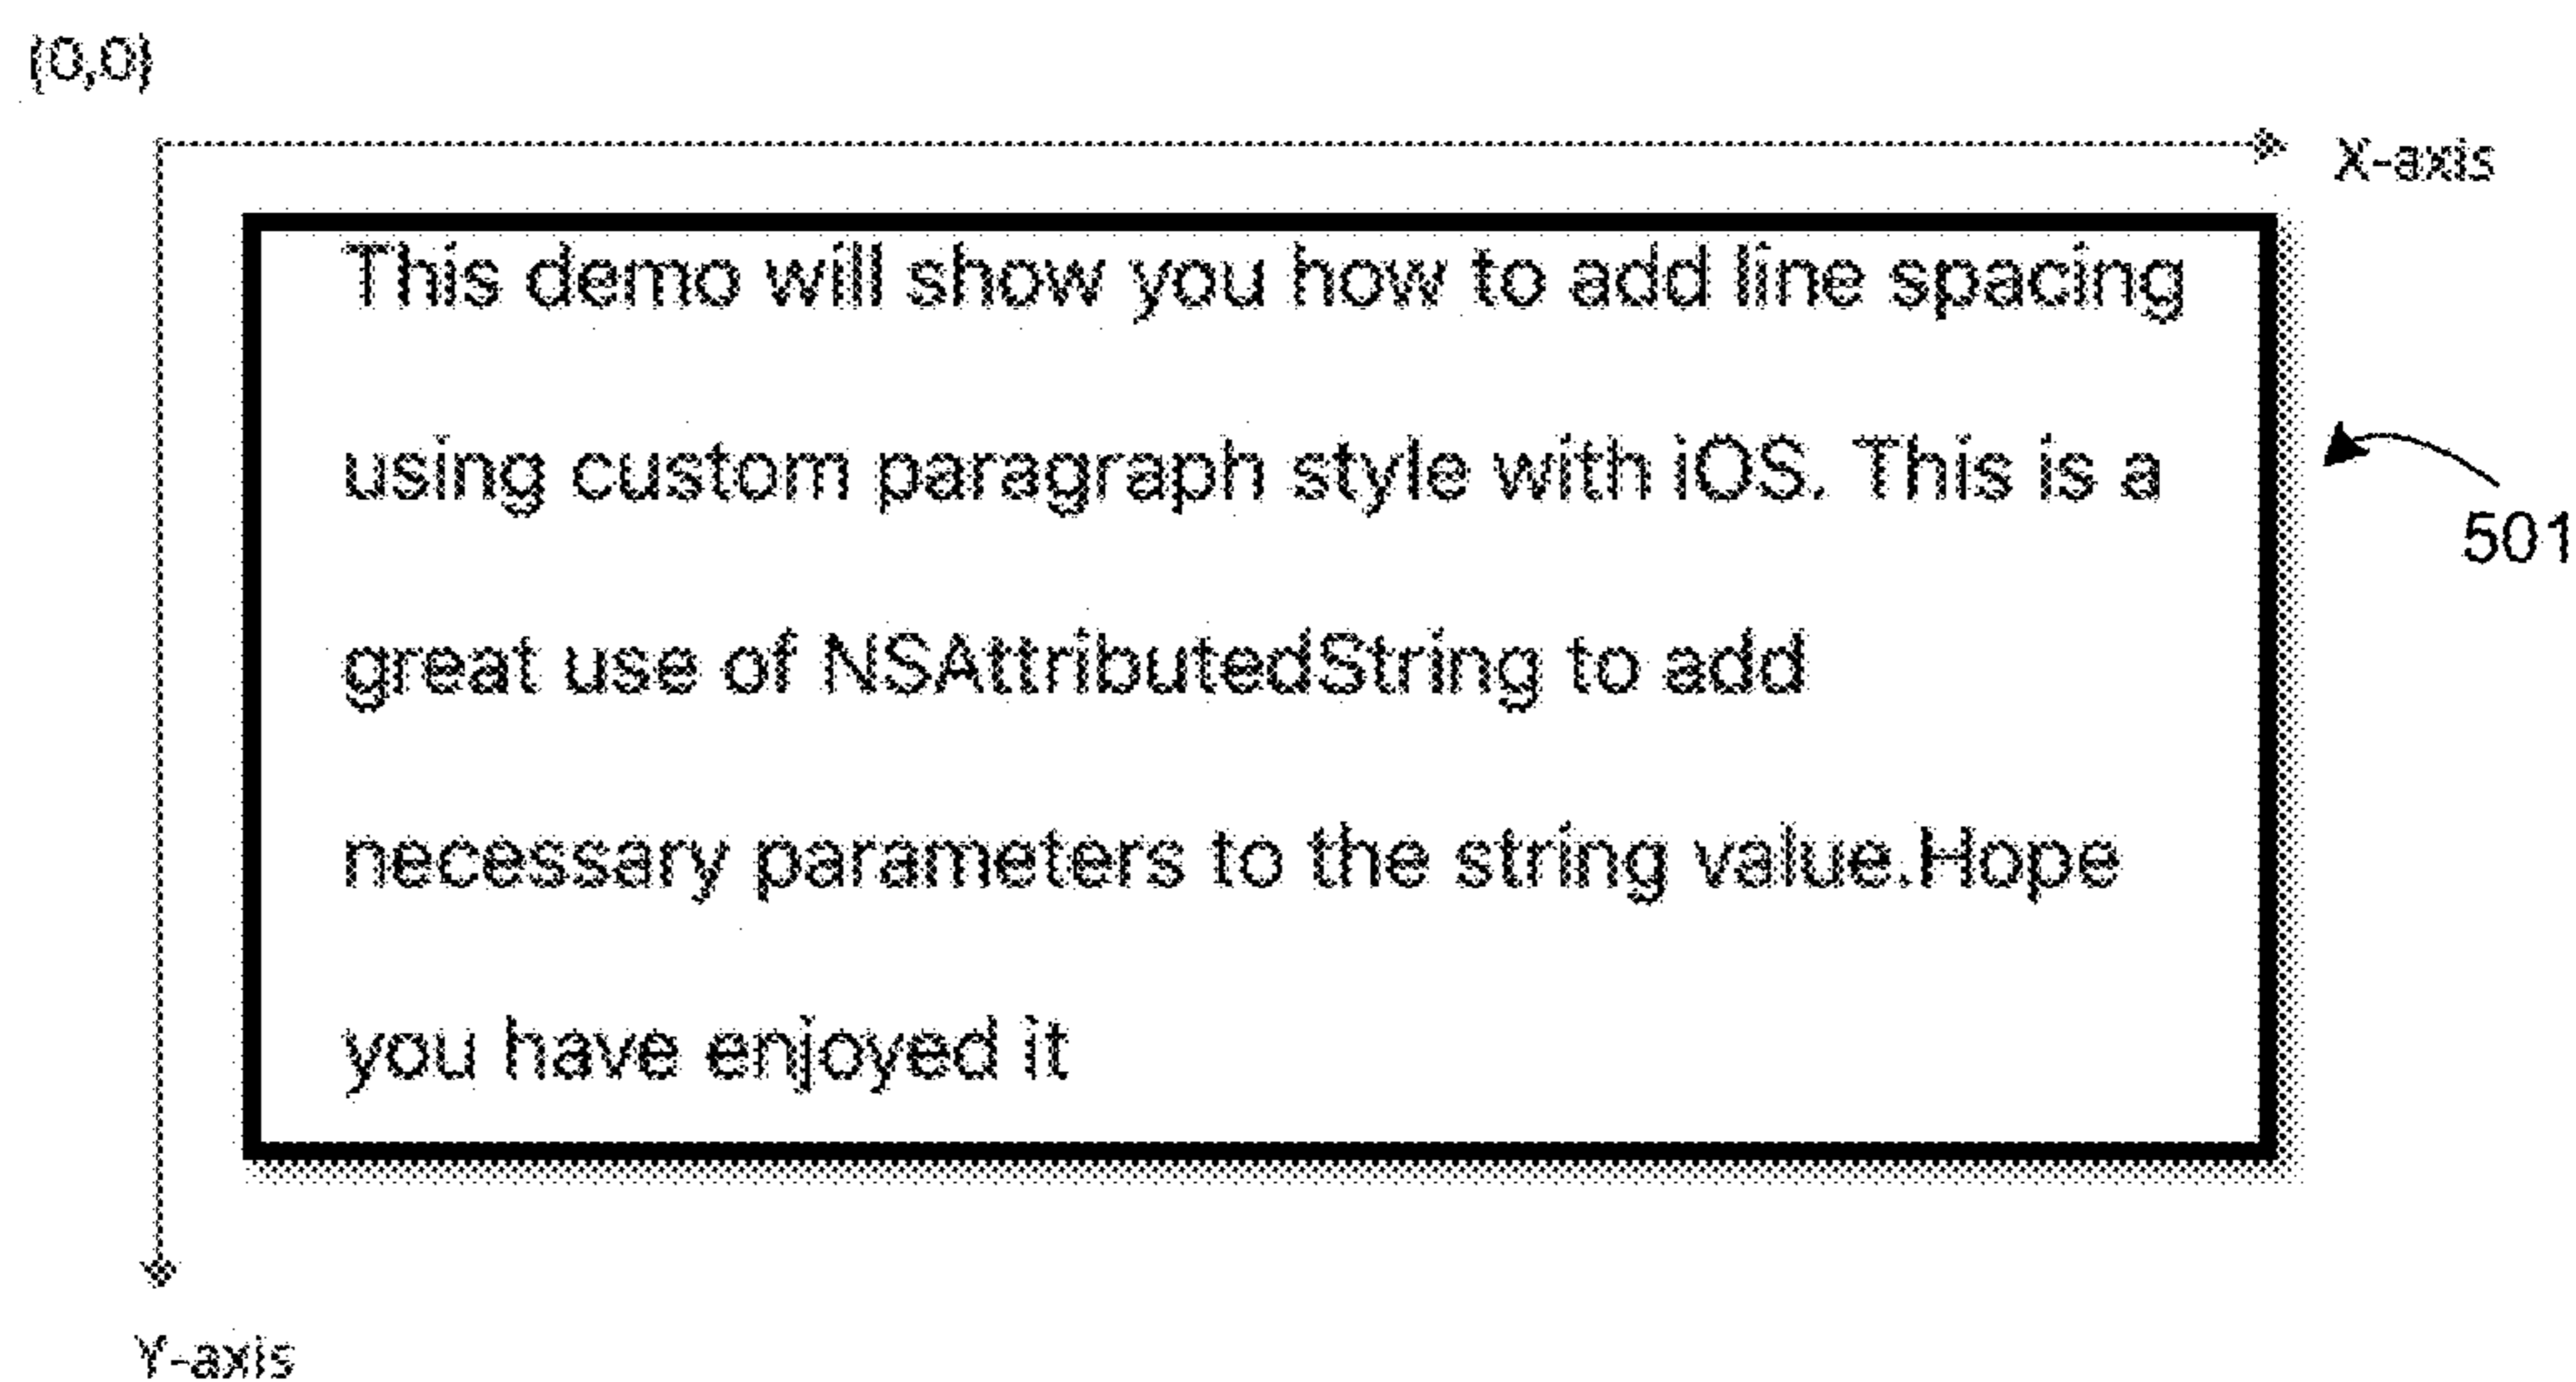 (0,0)
X-axis
This demo will show you how to add line spacing
using custom paragraph style with iOS. This is a
501
great use of NSAttributedString to add
necessary parameters to the string value.Hope
you have enjoyed it
Y-axis